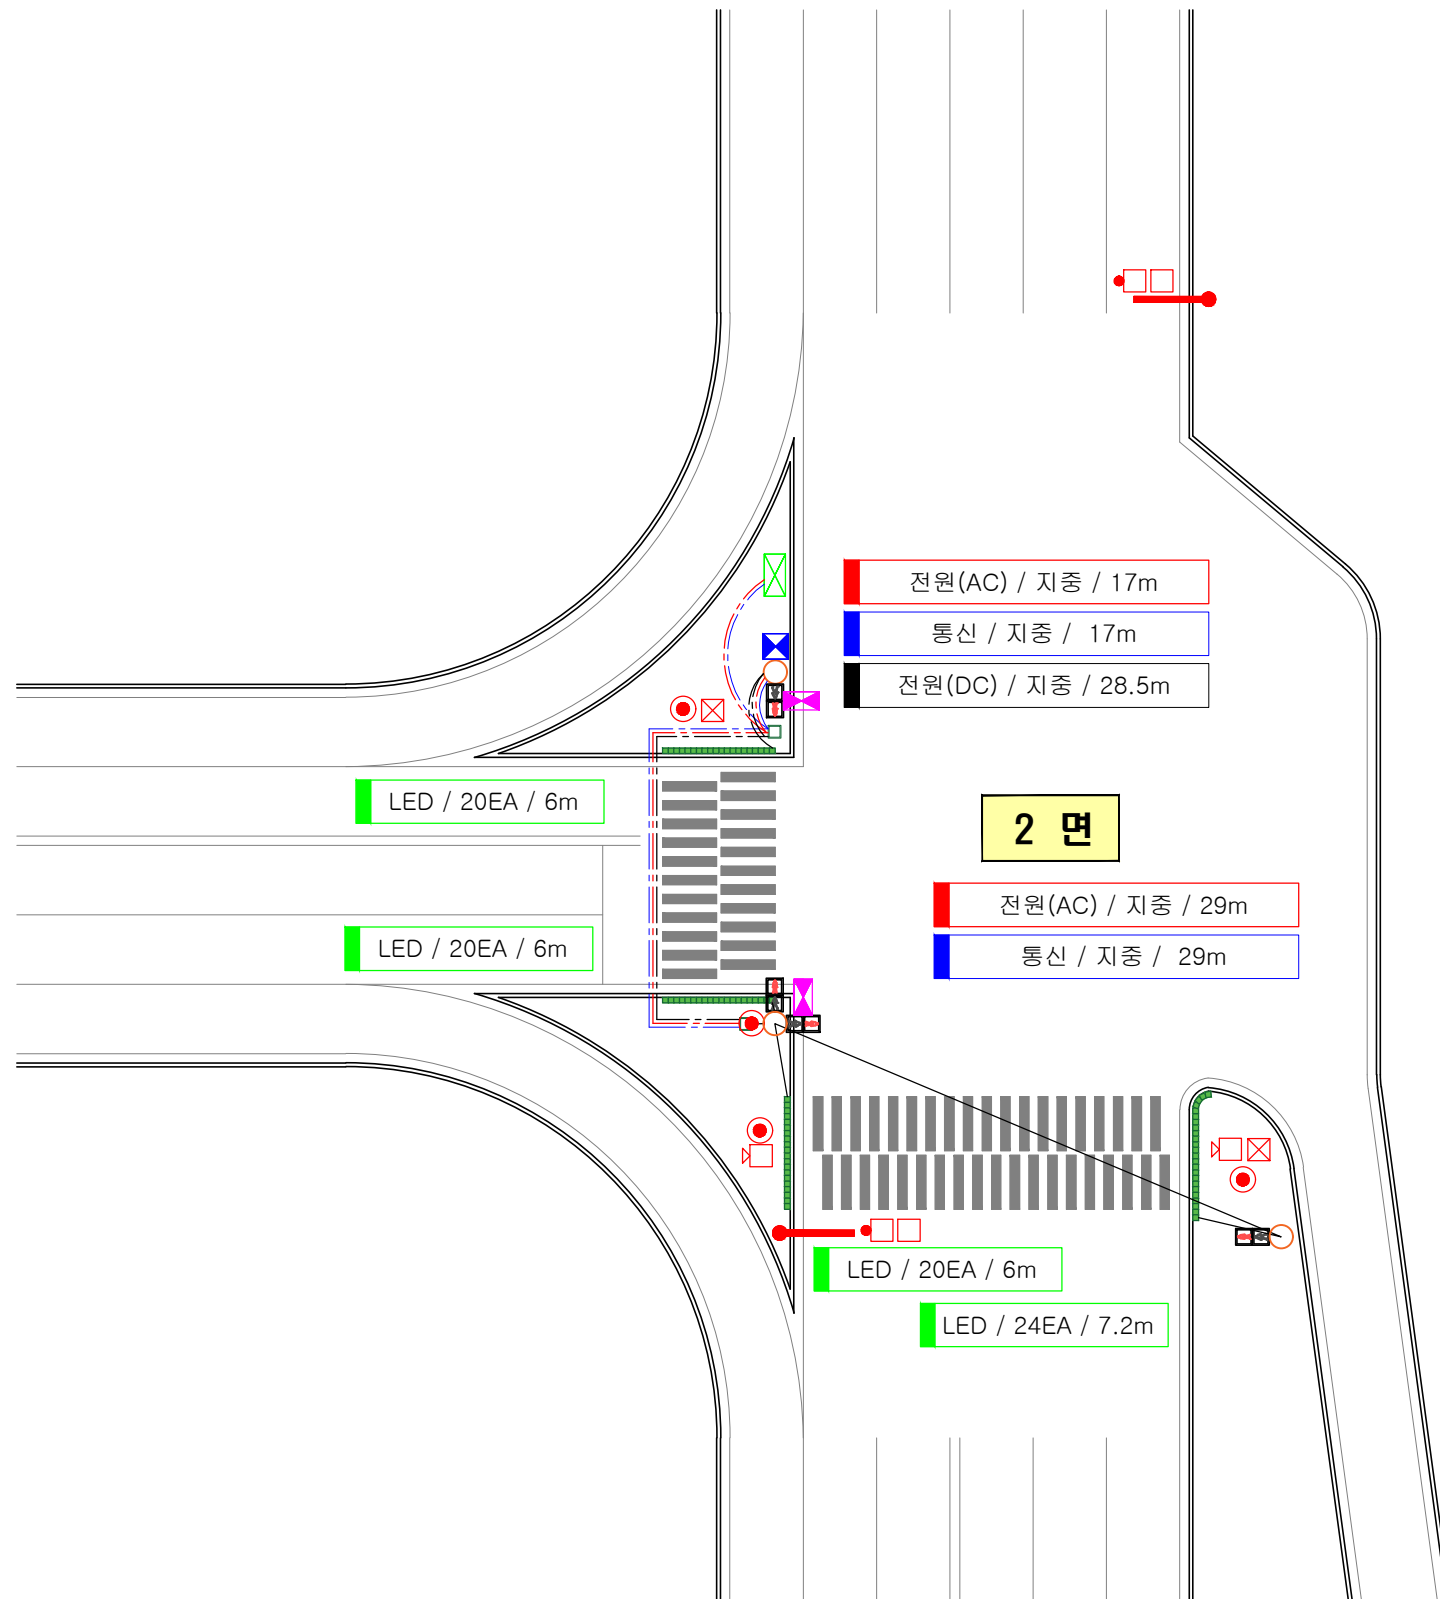 전원(AC) / 지중 / 17m
통신 / 지중 / 17m
전원(DC) / 지중 / 28.5m
LED / 20EA / 6m
2 면
전원(AC) / 지중 / 29m
LED / 20EA / 6m
통신 / 지중 / 29m
LED / 20EA / 6m
LED / 24EA / 7.2m